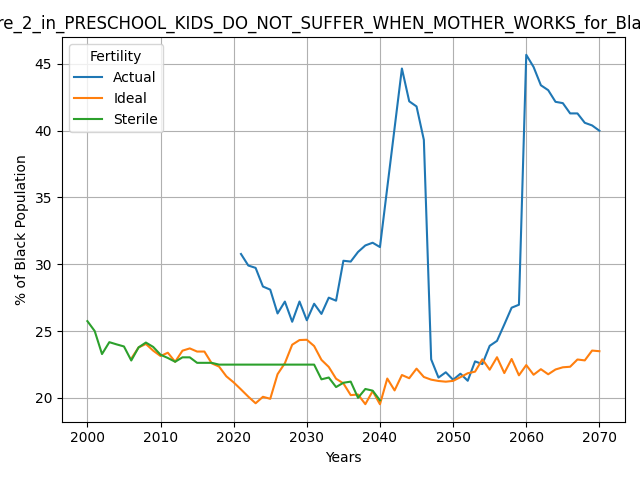 re_2_in_PRESCHOOL_KIDS_DO_NOT_SUFFER_WHEN_MOTHER_WORKS_for_Bla
Fertility
Actual
Ideal
Sterile
% of Black Population
45
40
35
30
25
20
2000 2010 2020 2030 2040 2050 2060 2070
Years